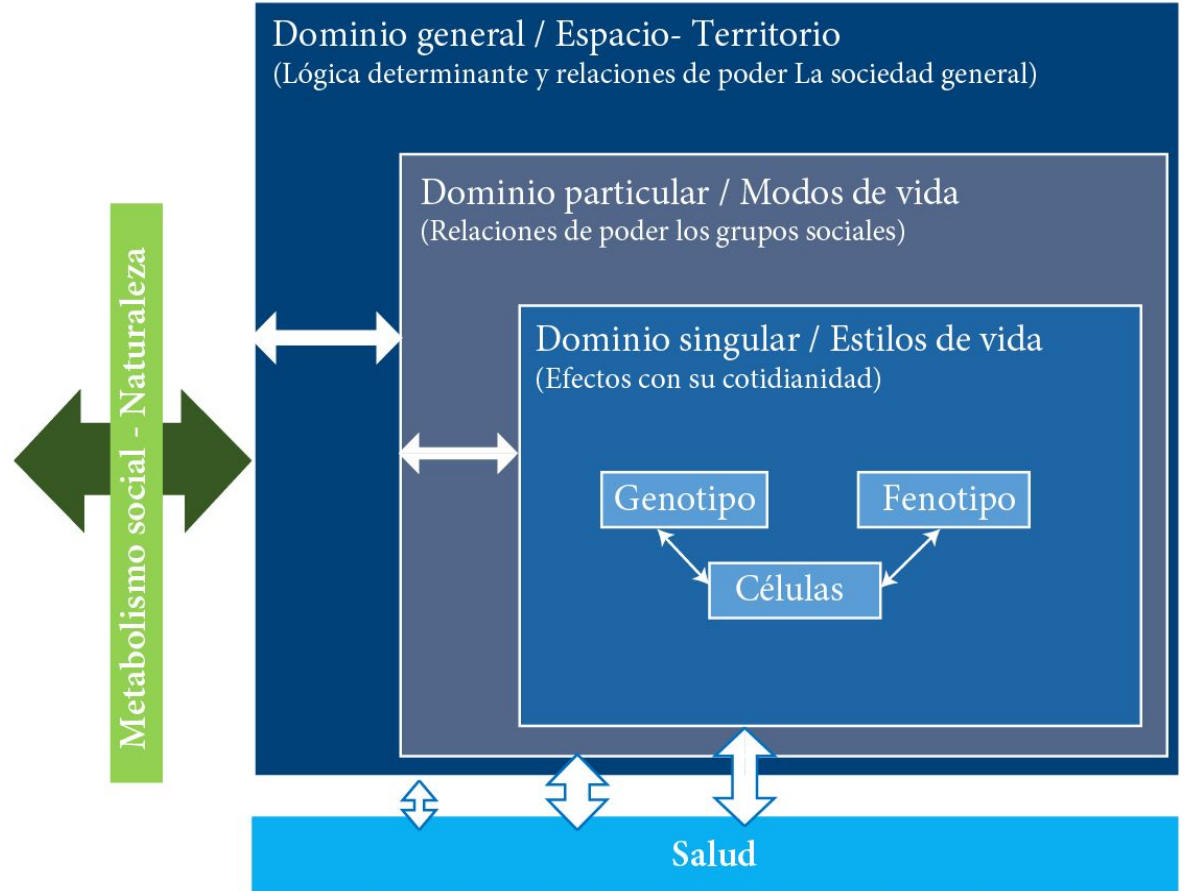 Dominio general / Espacio- Territorio
(Lógica determinante y relaciones de poder La sociedad general)
Dominio particular / Modos de vida
(Relaciones de poder los grupos sociales)
Metabolismo social - Naturaleza
Dominio singular / Estilos de vida
(Efectos con su cotidianidad)
Genotipo
Fenotipo
Células
Salud